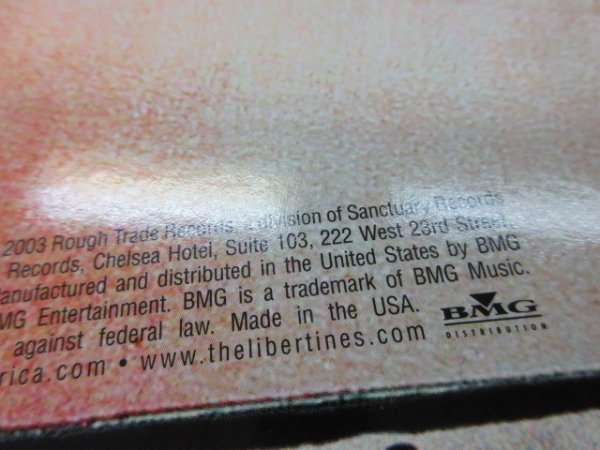 2003 Rough Trade Records, a division of Sanctuary Records
Records, Chelsea Hotel, Suite 103, 222 West 23rd Street,
anufactured and distributed in the United States by BMG
MG Entertainment. BMG is a trademark of BMG Music.
against federal law. Made in the USA.
rica.com • www.thelibertines.com
BMG
DISTRIBUTION